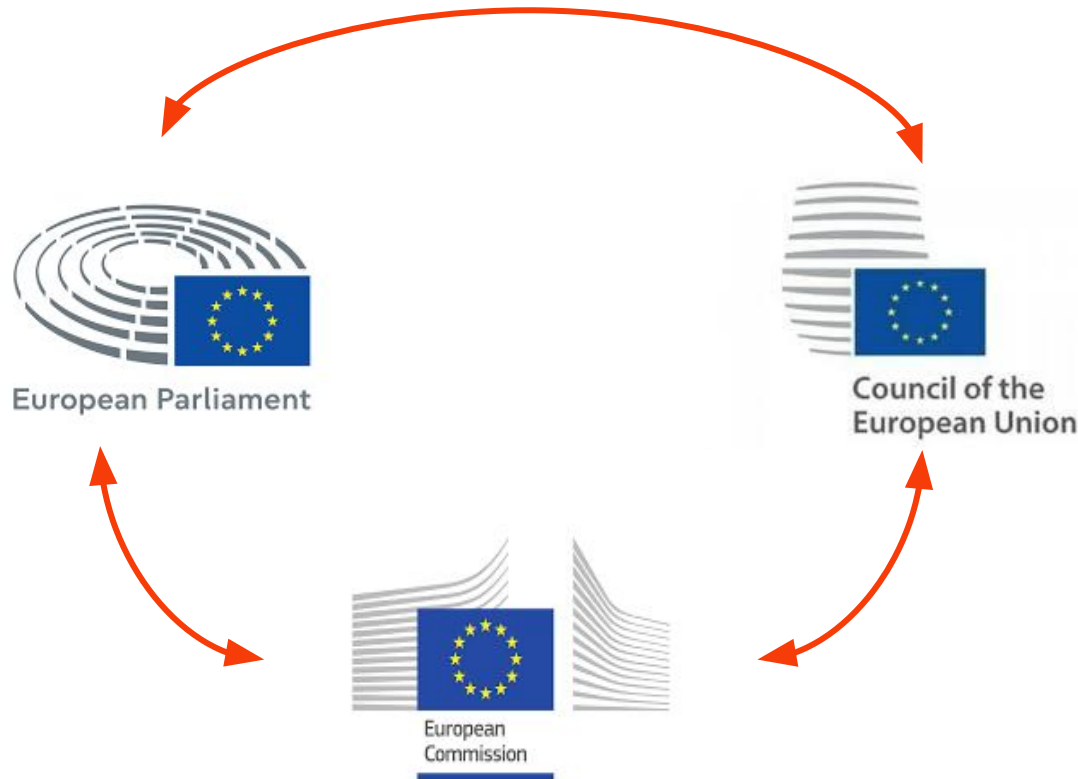 European Parliament
Council of the
European Union
European
Commission